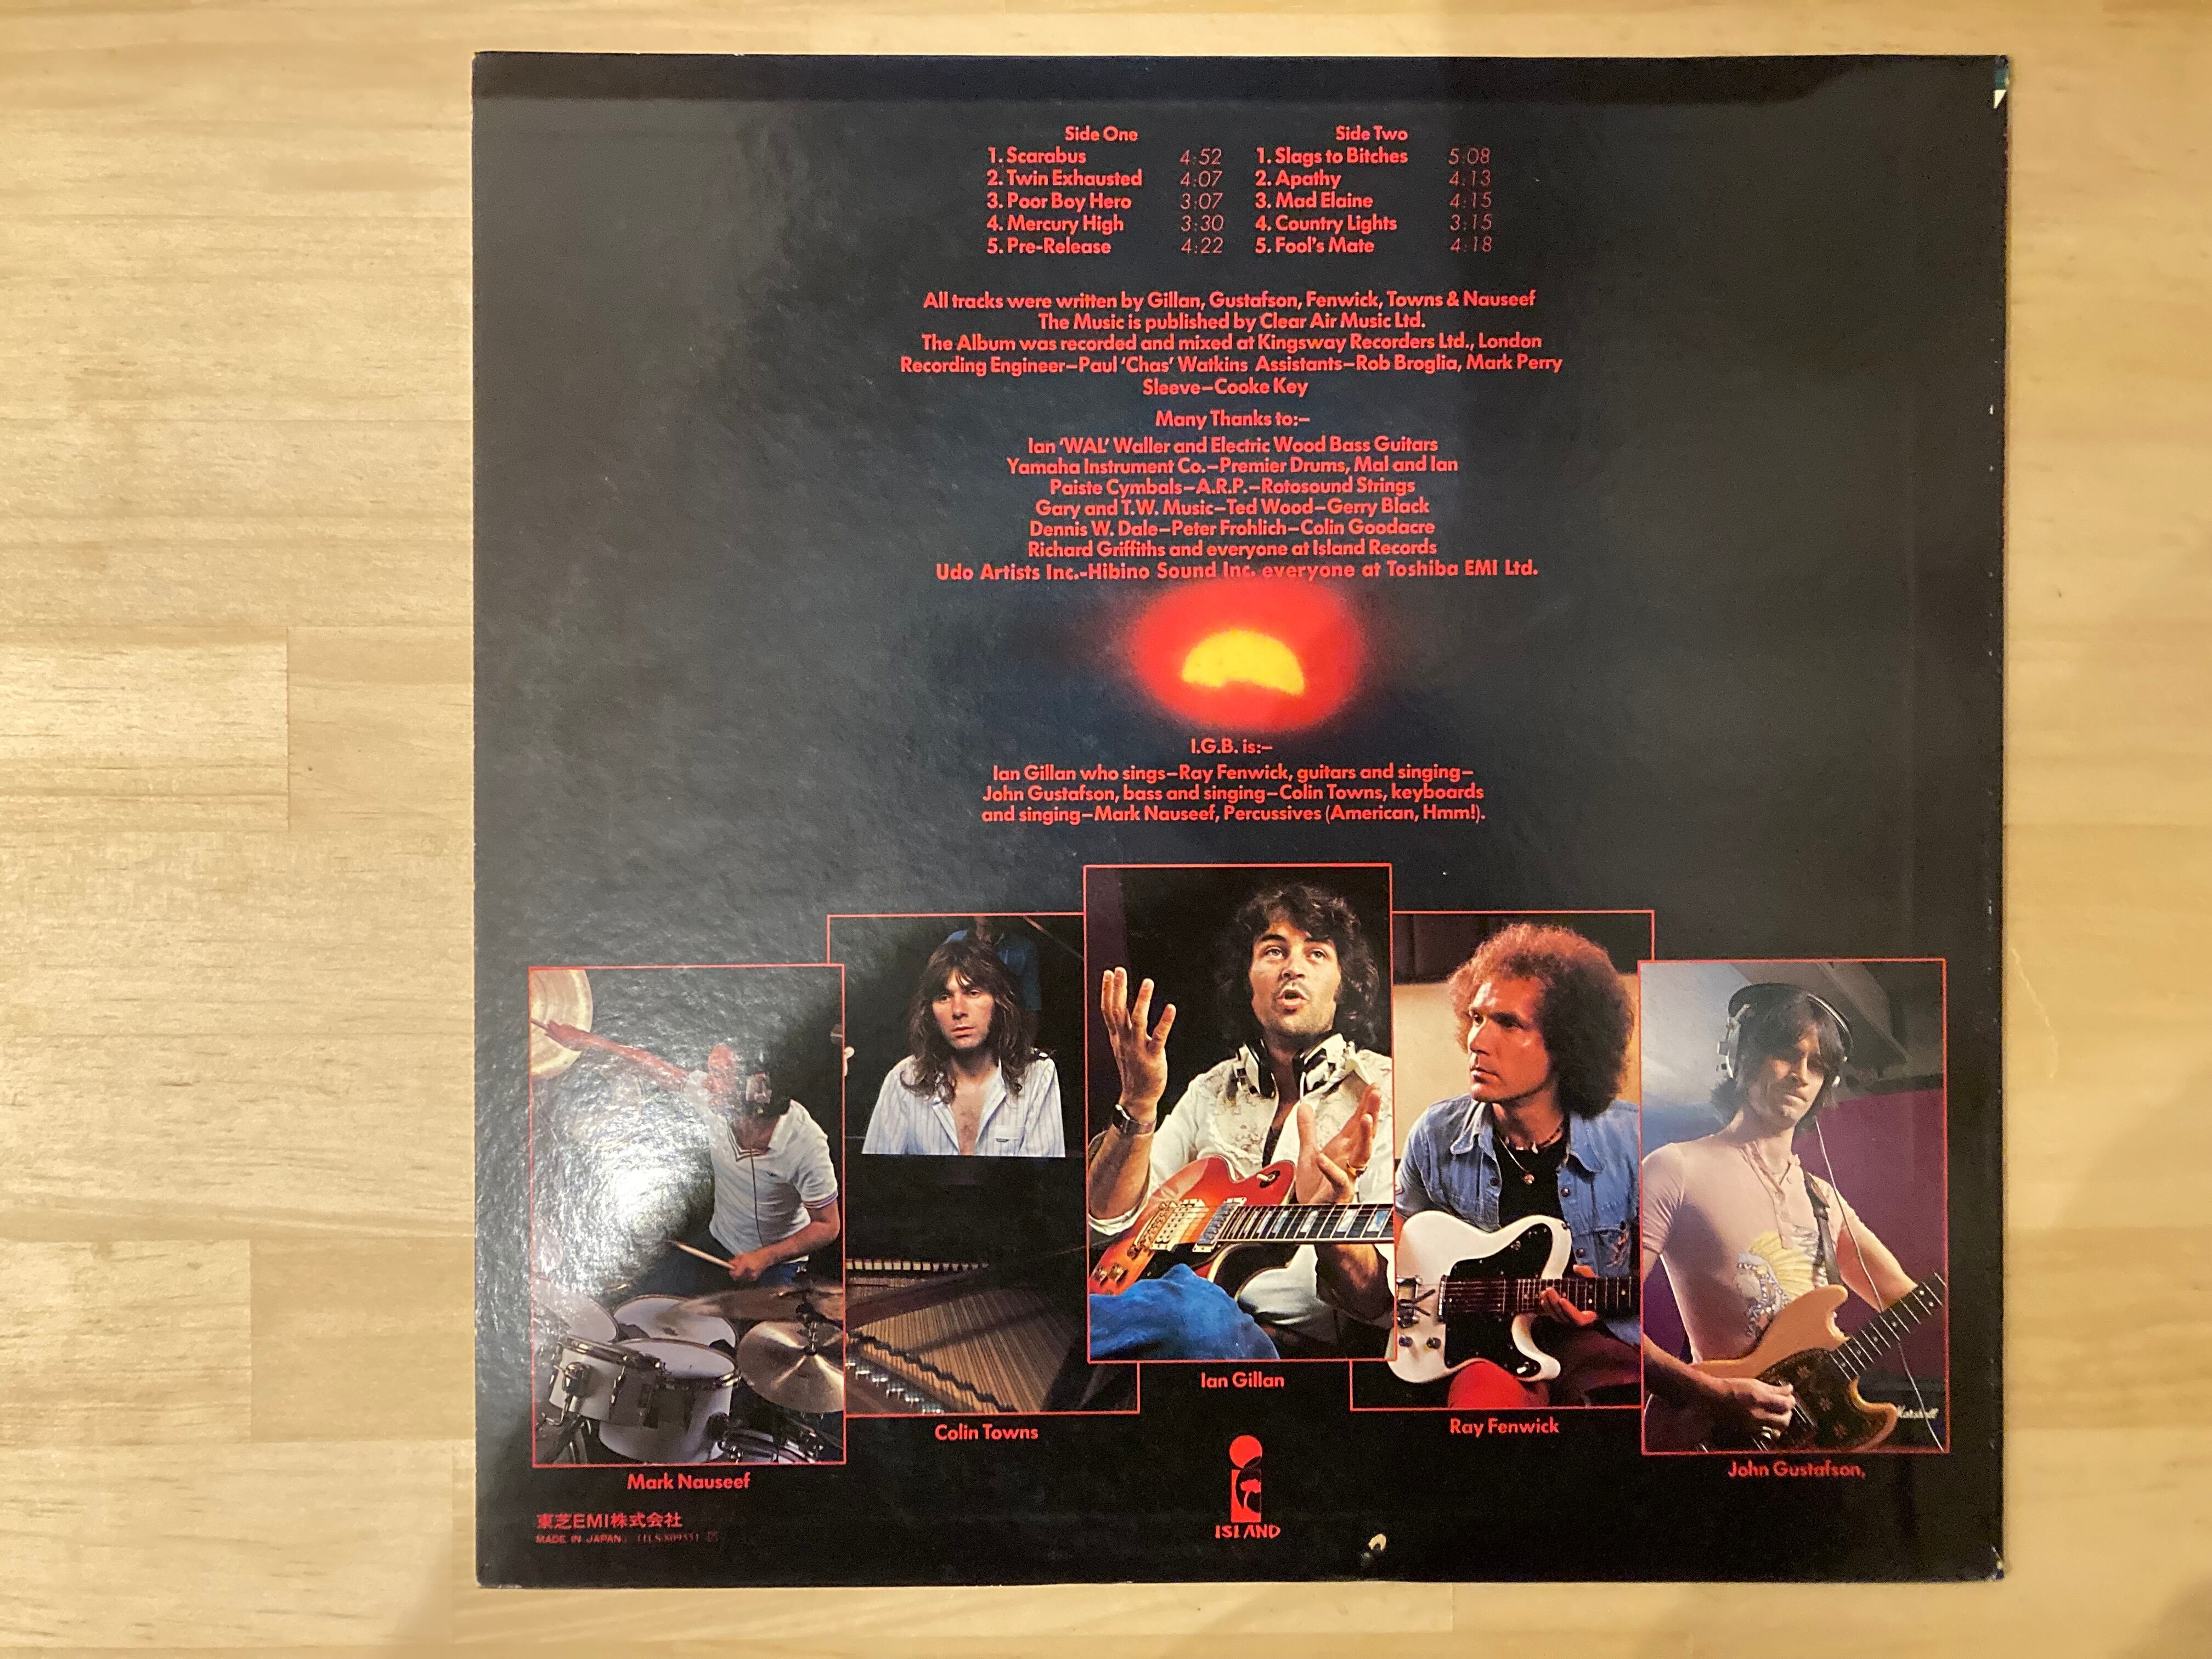 Side One
1. Scarabus 4:52
2. Twin Exhausted 4:07
3. Poor Boy Hero 3:07
4. Mercury High 3:30
5. Pre-Release 4:22
Side Two
1. Slags to Bitches 5:08
2. Apathy 4:13
3. Mad Elaine 4:15
4. Country Lights 3:15
5. Fool's Mate 4:18
All tracks were written by Gillan, Gustafson, Fenwick, Towns & Nauseef
The Music is published by Clear Air Music Ltd.
The Album was recorded and mixed at Kingsway Recorders Ltd., London
Recording Engineer–Paul 'Chas' Watkins Assistants–Rob Broglia, Mark Perry
Sleeve–Cooke Key
Many Thanks to:–
Ian 'WAL' Waller and Electric Wood Bass Guitars
Yamaha Instrument Co.–Premier Drums, Mal and Ian
Paiste Cymbals–A.R.P.–Rotosound Strings
Gary and T.W. Music–Ted Wood–Gerry Black
Dennis W. Dale–Peter Frohlich–Colin Goodacre
Richard Griffiths and everyone at Island Records
Udo Artists Inc.-Hibino Sound Inc. everyone at Toshiba EMI Ltd.
I.G.B. is:–
Ian Gillan who sings–Ray Fenwick, guitars and singing–
John Gustafson, bass and singing–Colin Towns, keyboards
and singing–Mark Nauseef, Percussives (American, Hmm!).
Marshall
Ian Gillan
Colin Towns
Ray Fenwick
John Gustafson,
Mark Nauseef
ISLAND
東芝EMI株式会社
MADE IN JAPAN